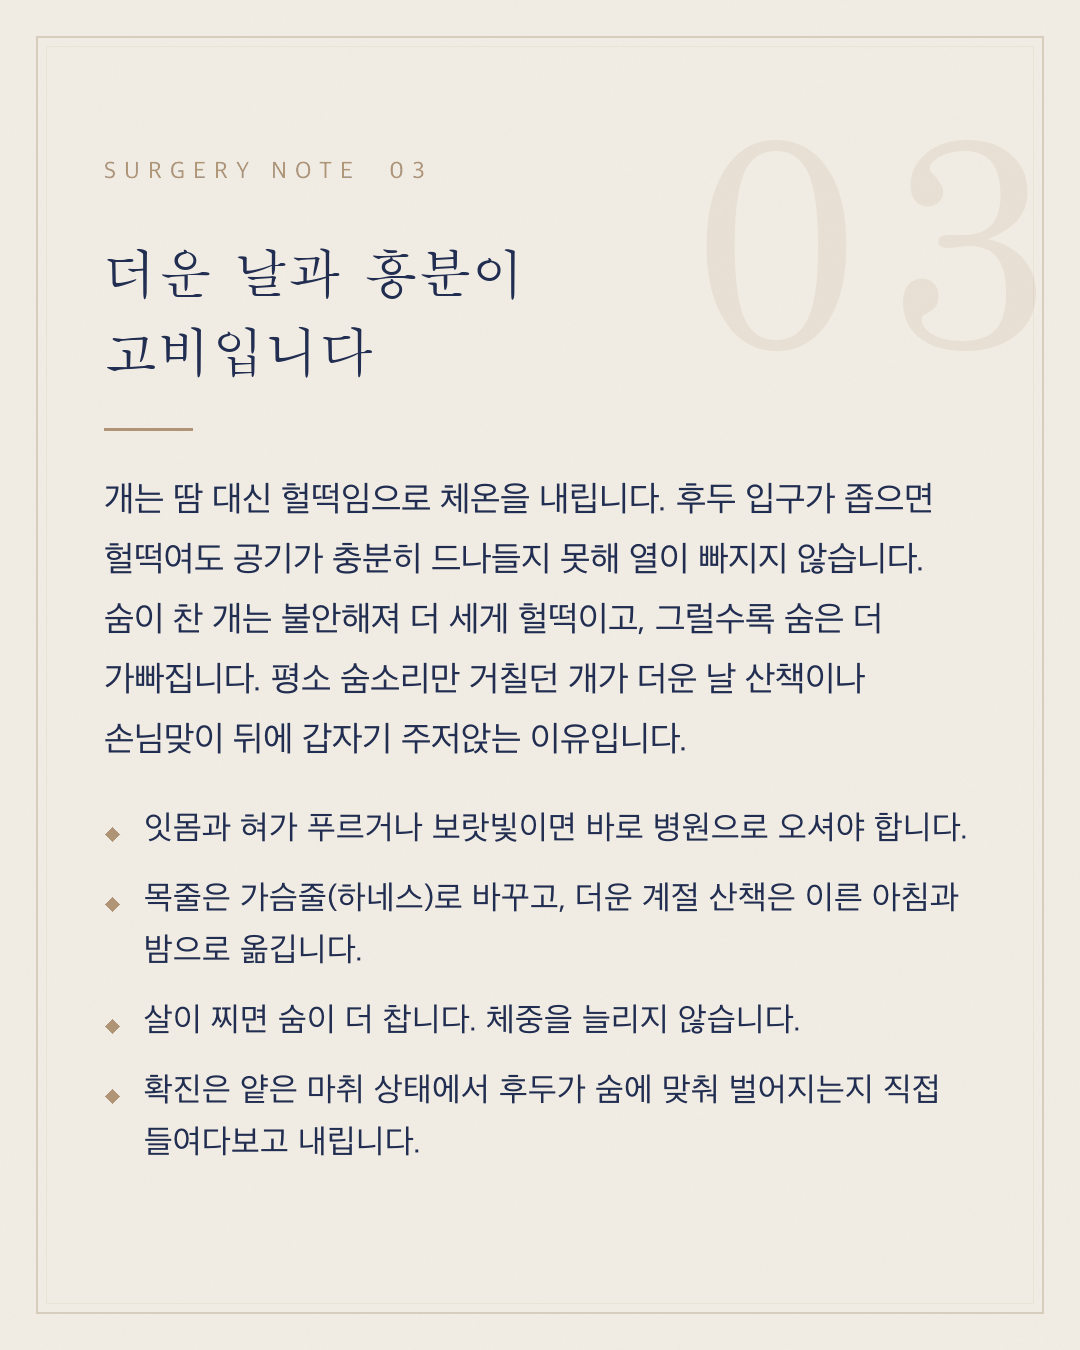 SURGERY NOTE 03
03
더운 날과 흥분이
고비입니다
개는 땀 대신 헐떡임으로 체온을 내립니다. 후두 입구가 좁으면
헐떡여도 공기가 충분히 드나들지 못해 열이 빠지지 않습니다.
숨이 찬 개는 불안해져 더 세게 헐떡이고, 그럴수록 숨은 더
가빠집니다. 평소 숨소리만 거칠던 개가 더운 날 산책이나
손님맞이 뒤에 갑자기 주저앉는 이유입니다.
◆ 잇몸과 혀가 푸르거나 보랏빛이면 바로 병원으로 오셔야 합니다.
◆ 목줄은 가슴줄(하네스)로 바꾸고, 더운 계절 산책은 이른 아침과
밤으로 옮깁니다.
◆ 살이 찌면 숨이 더 찹니다. 체중을 늘리지 않습니다.
◆ 확진은 얕은 마취 상태에서 후두가 숨에 맞춰 벌어지는지 직접
들여다보고 내립니다.